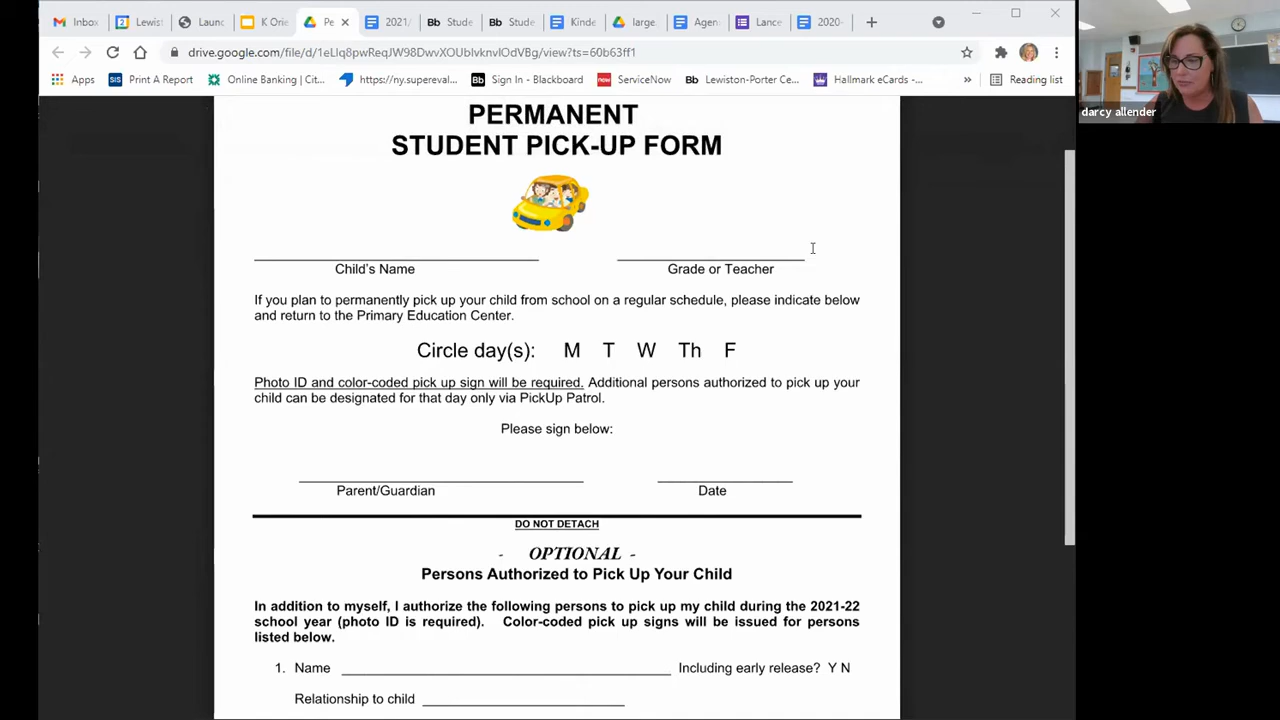 Inbox
Lewist
Launc
K Orie
Pe
2021/
Bb Stude
Bb Stude
Kinde
large
Agen
Lance
2020-
drive.google.com/file/d/
/view?ts=60b63ff1
Apps
SIS Print A Report
Online Banking | Cit...
https://ny.supereval...
Bb Sign In - Blackboard
now ServiceNow
Bb Lewiston-Porter Ce...
Hallmark eCards -...
»
Reading list
darcy allender
PERMANENT
STUDENT PICK-UP FORM
Child's Name Grade or Teacher
If you plan to permanently pick up your child from school on a regular schedule, please indicate below
and return to the Primary Education Center.
Circle day(s): M T W Th F
Photo ID and color-coded pick up sign will be required. Additional persons authorized to pick up your
child can be designated for that day only via PickUp Patrol.
Please sign below:
Parent/Guardian Date
DO NOT DETACH
- OPTIONAL -
Persons Authorized to Pick Up Your Child
In addition to myself, I authorize the following persons to pick up my child during the 2021-22
school year (photo ID is required). Color-coded pick up signs will be issued for persons
listed below.
1. Name Including early release? Y N
Relationship to child